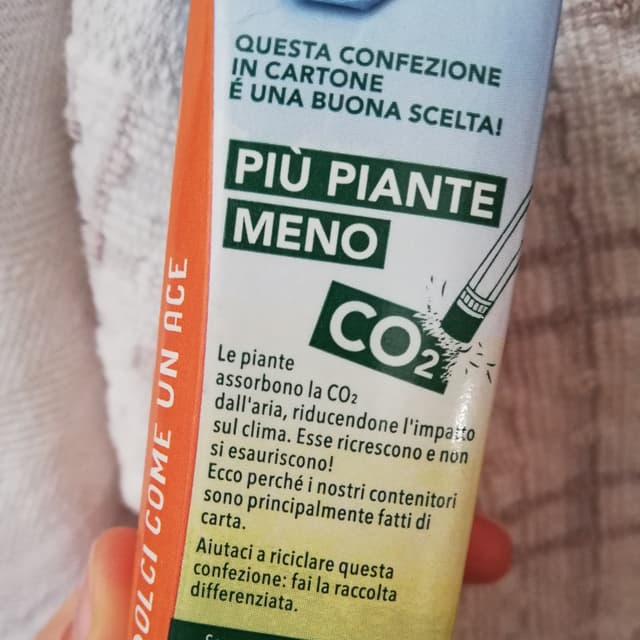 QUESTA CONFEZIONE
IN CARTONE
É UNA BUONA SCELTA!
PIÙ PIANTE
MENO
CO₂
Le piante
assorbono la CO₂
dall'aria, riducendone l'impatto
sul clima. Esse ricrescono e non
si esauriscono!
Ecco perché i nostri contenitori
sono principalmente fatti di
carta.
Aiutaci a riciclare questa
confezione: fai la raccolta
differenziata.
DOLCI COME UN ACE